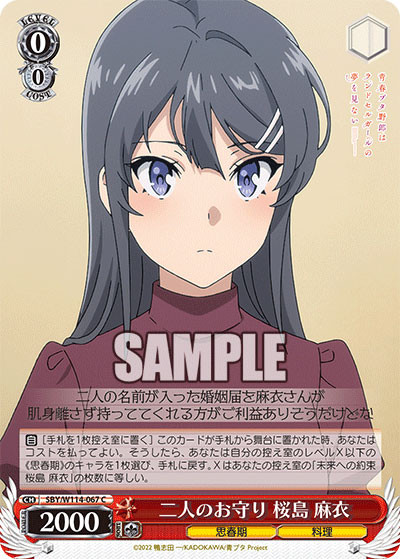 LEVEL
0
0
COST
青春ブタ野郎は
ランドセルガールの
夢を見ない
SAMPLE
二人の名前が入った婚姻届を麻衣さんが
肌身離さず持っててくれる方がご利益ありそうだけどな
自［手札を1枚控え室に置く］このカードが手札から舞台に置かれた時、あなたは
コストを払ってよい。そうしたら、あなたは自分の控え室のレベルX以下の
《思春期》のキャラを1枚選び、手札に戻す。Xはあなたの控え室の「未来への約束
桜島 麻衣」の枚数に等しい。
CH SBY/W114-067 C
2000
二人のお守り 桜島 麻衣
思春期 料理
©2022 鴨志田 一/KADOKAWA/青ブタ Project